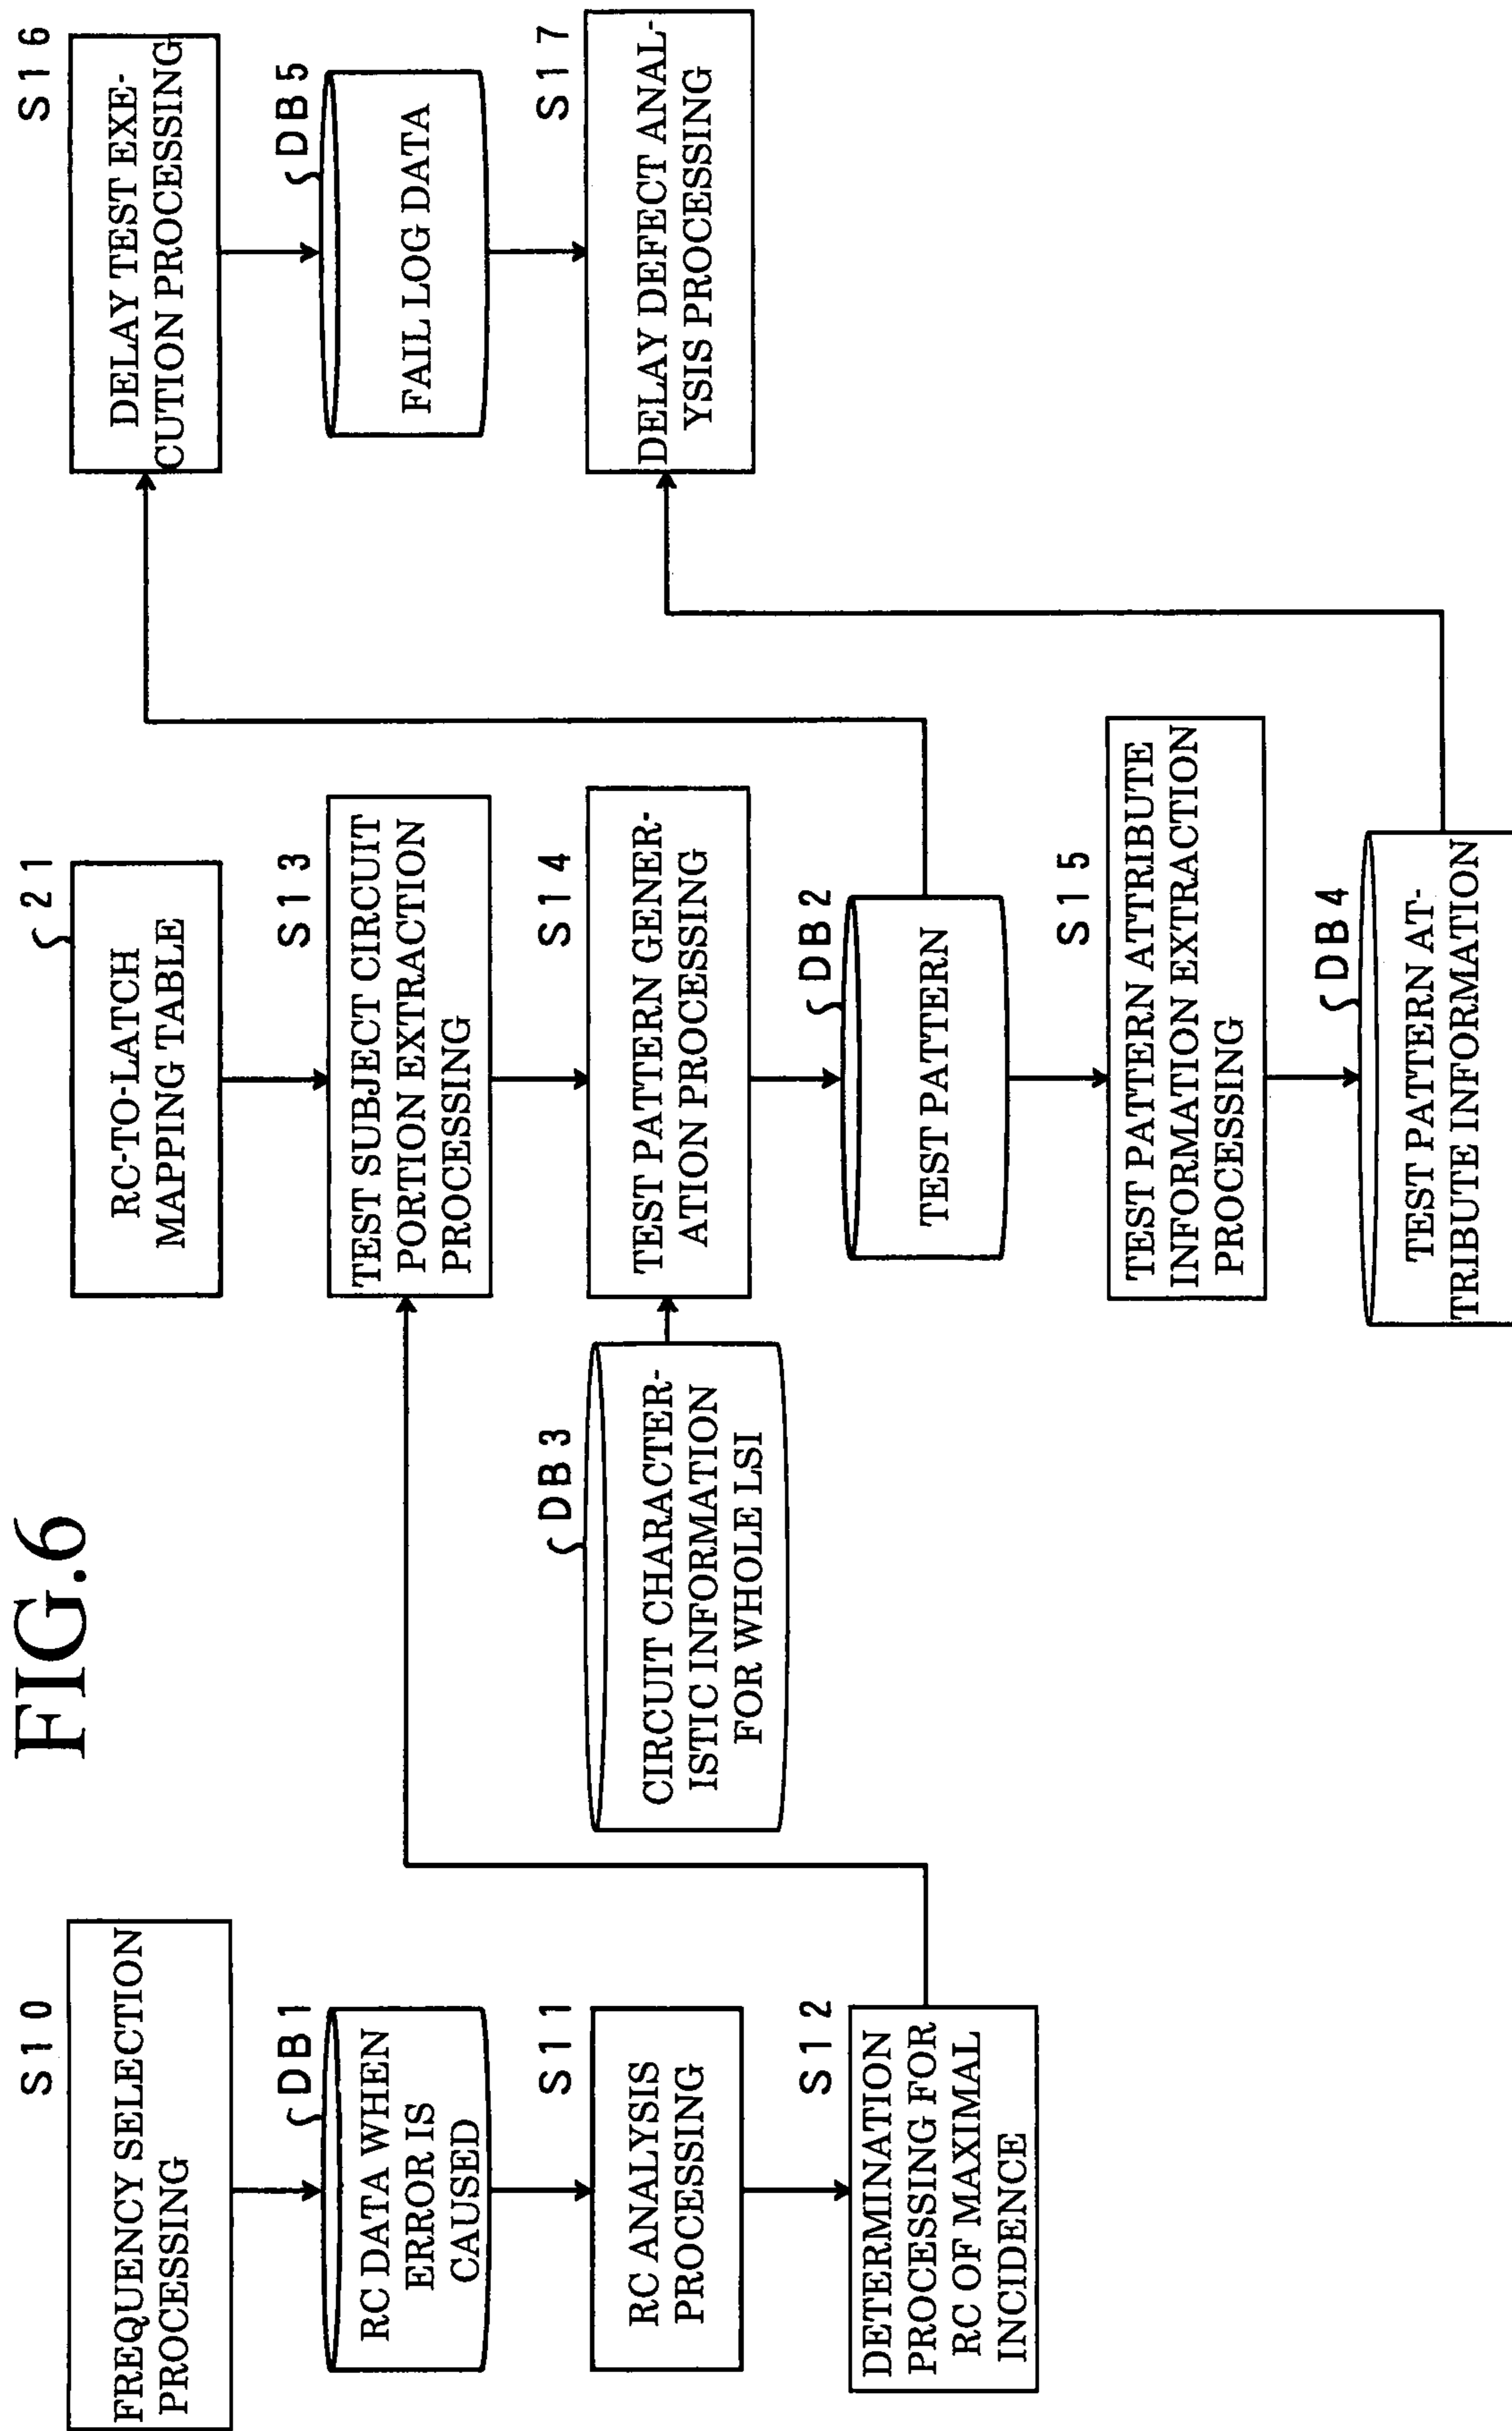 FIG.6
S10
FREQUENCY SELECTION
PROCESSING
DB1
RC DATA WHEN
ERROR IS
CAUSED
S11
RC ANALYSIS
PROCESSING
S12
DETERMINATION
PROCESSING FOR
RC OF MAXIMAL
INCIDENCE
DB3
CIRCUIT CHARACTER-
ISTIC INFORMATION
FOR WHOLE LSI
21
RC-TO-LATCH
MAPPING TABLE
S13
TEST SUBJECT CIRCUIT
PORTION EXTRACTION
PROCESSING
S14
TEST PATTERN GENER-
ATION PROCESSING
DB2
TEST PATTERN
S15
TEST PATTERN ATTRIBUTE
INFORMATION EXTRACTION
PROCESSING
DB4
TEST PATTERN AT-
TRIBUTE INFORMATION
S16
DELAY TEST EXE-
CUTION PROCESSING
DB5
FAIL LOG DATA
S17
DELAY DEFECT ANAL-
YSIS PROCESSING